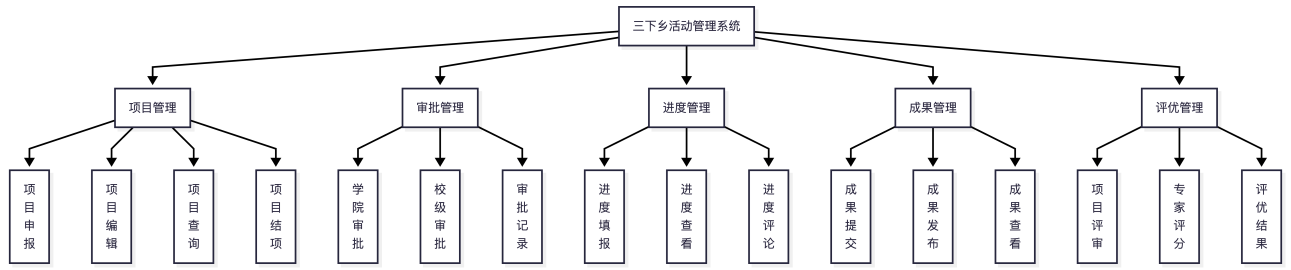 三下乡活动管理系统
项目管理
审批管理
进度管理
成果管理
评优管理
项目申报
项目编辑
项目查询
项目结项
学院审批
校级审批
审批记录
进度填报
进度查看
进度评论
成果提交
成果发布
成果查看
项目评审
专家评分
评优结果